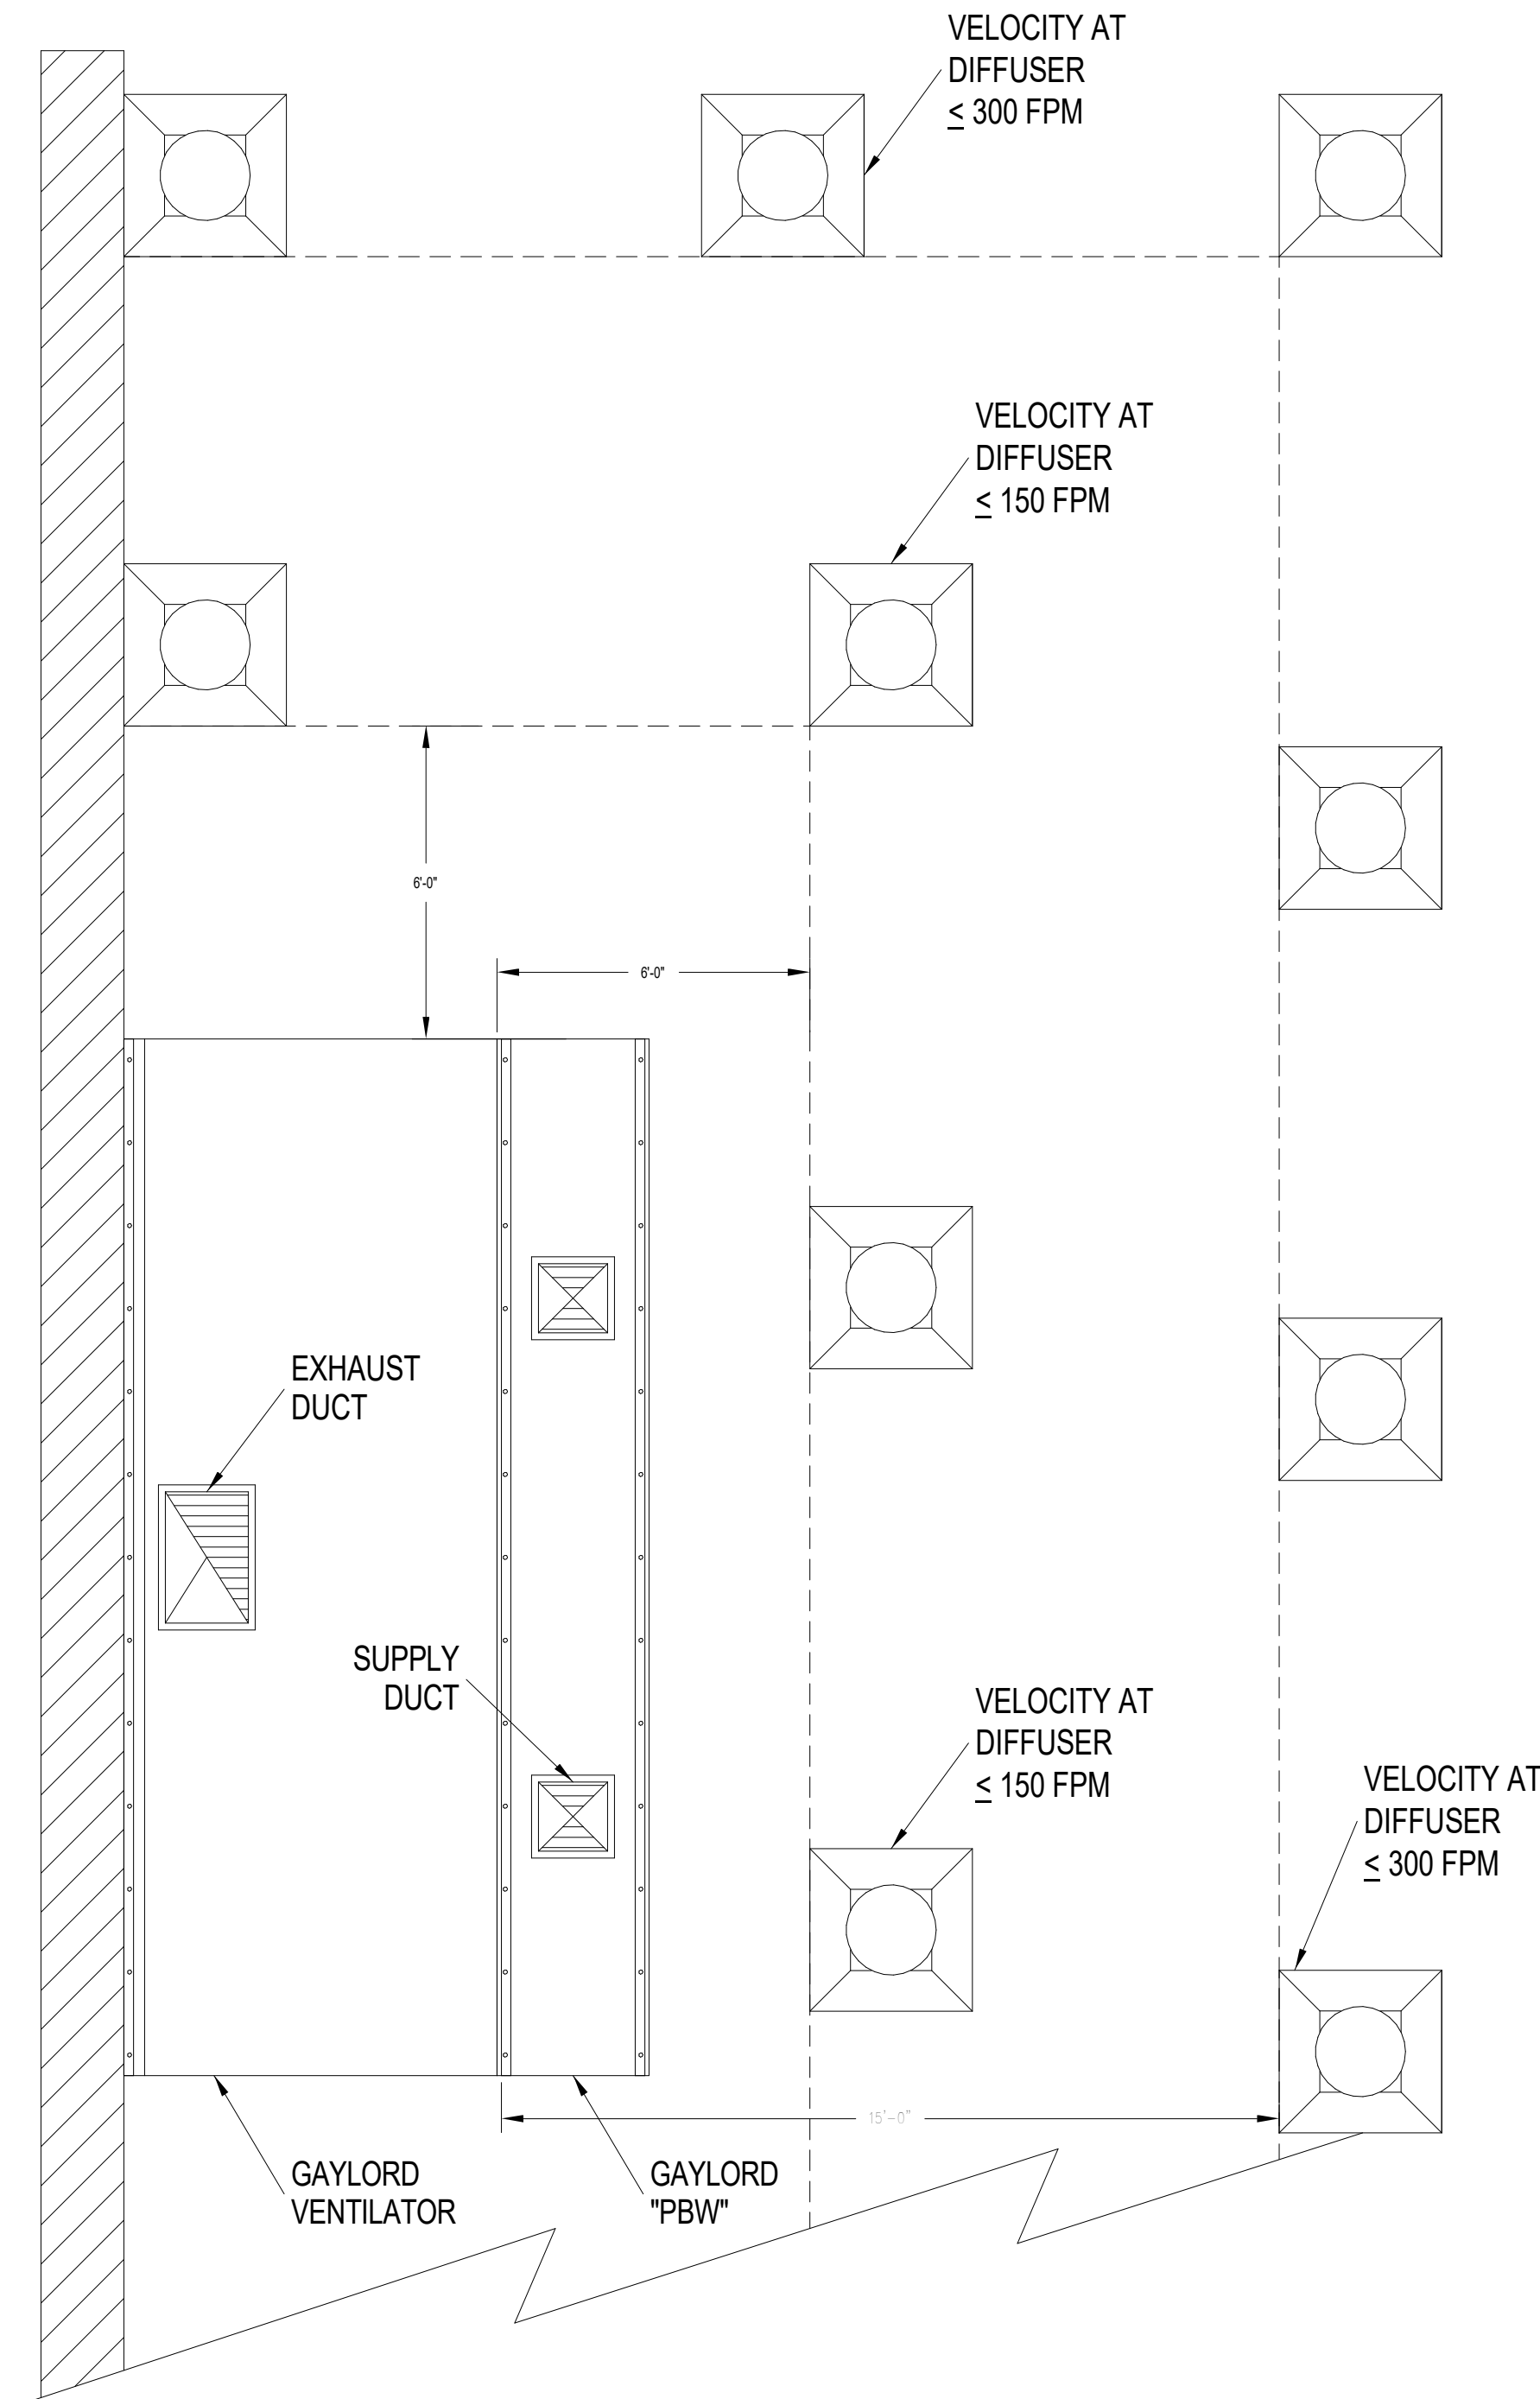 VELOCITY AT
DIFFUSER
≤ 300 FPM
VELOCITY AT
DIFFUSER
≤ 150 FPM
6'-0"
6'-0"
EXHAUST
DUCT
SUPPLY
DUCT
VELOCITY AT
DIFFUSER
≤ 150 FPM
VELOCITY AT
DIFFUSER
≤ 300 FPM
15'-0"
GAYLORD
VENTILATOR
GAYLORD
"PBW"